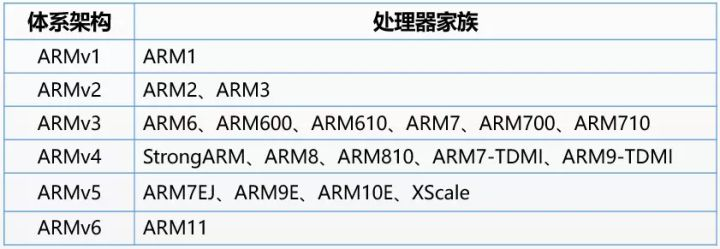 体系架构 处理器家族
ARMv1 ARM1
ARMv2 ARM2、ARM3
ARMv3 ARM6、ARM600、ARM610、ARM7、ARM700、ARM710
ARMv4 StrongARM、ARM8、ARM810、ARM7-TDMI、ARM9-TDMI
ARMv5 ARM7EJ、ARM9E、ARM10E、XScale
ARMv6 ARM11